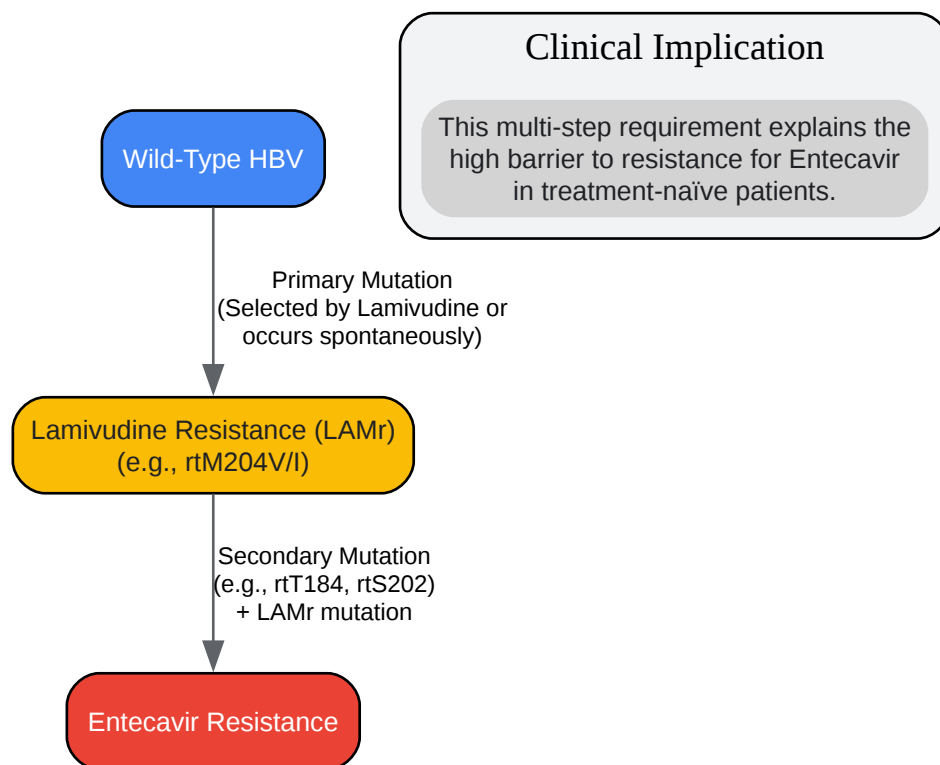 Clinical Implication
This multi-step requirement explains the
high barrier to resistance for Entecavir
in treatment-naïve patients.
Wild-Type HBV
Primary Mutation
(Selected by Lamivudine or
occurs spontaneously)
Lamivudine Resistance (LAMr)
(e.g., rtM204V/I)
Secondary Mutation
(e.g., rtT184, rtS202)
+ LAMr mutation
Entecavir Resistance